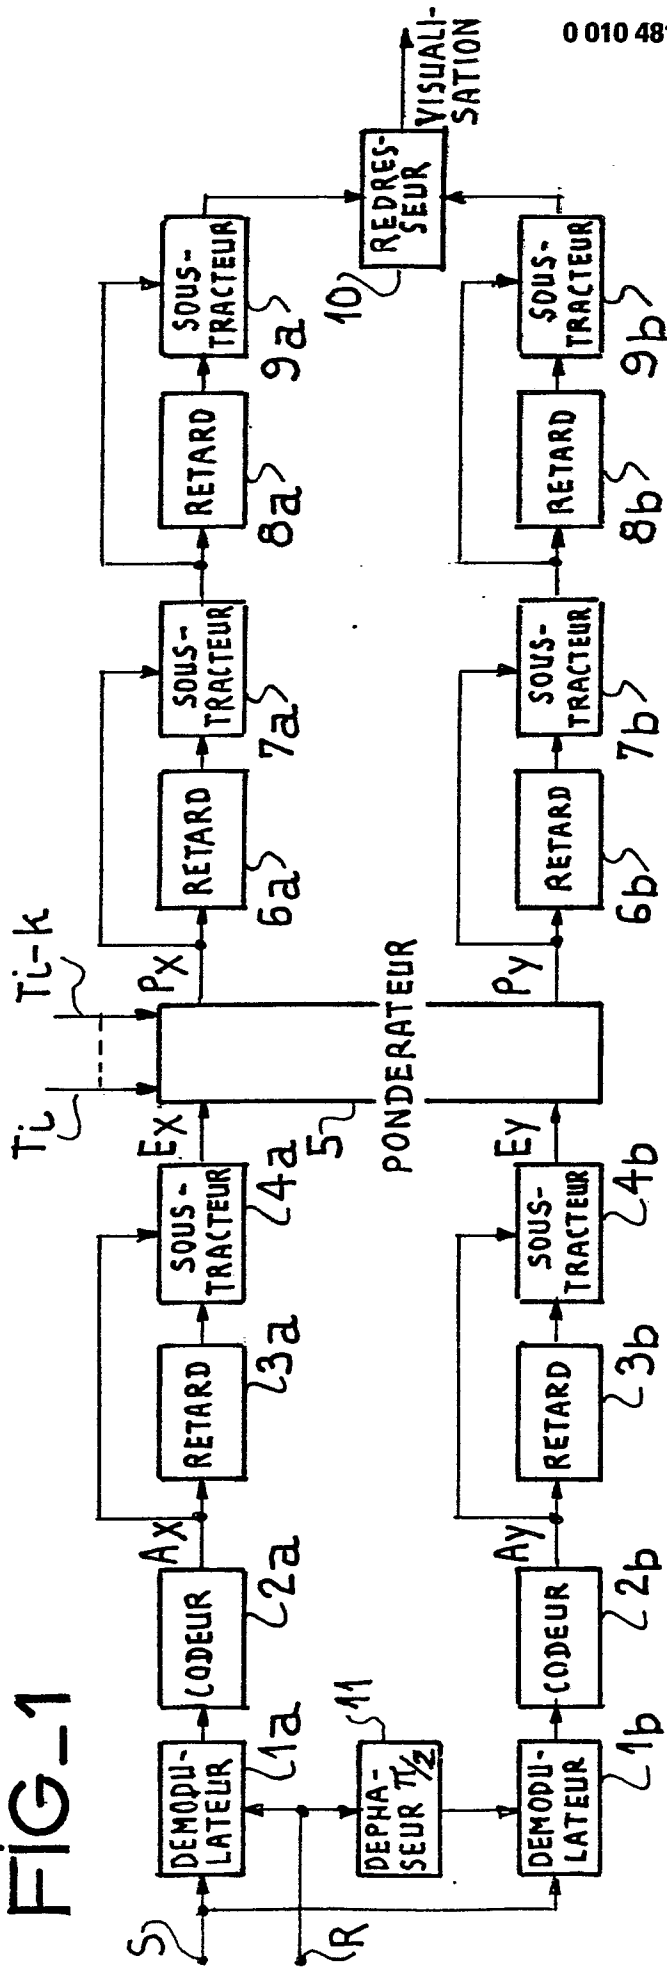 0 010 481
FIG_1
S
R
DEMODU-
LATEUR
1a
CODEUR
2a
AX
RETARD
3a
SOUS-
TRACTEUR
4a
EX
Ti
Ti-k
5
PONDERATEUR
PX
RETARD
6a
SOUS-
TRACTEUR
7a
RETARD
8a
SOUS-
TRACTEUR
9a
DEPHA-
SEUR π/2
11
10
REDRES-
SEUR
VISUALI-
SATION
DEMODU-
LATEUR
1b
CODEUR
2b
AY
RETARD
3b
SOUS-
TRACTEUR
4b
EY
PY
RETARD
6b
SOUS-
TRACTEUR
7b
RETARD
8b
SOUS-
TRACTEUR
9b